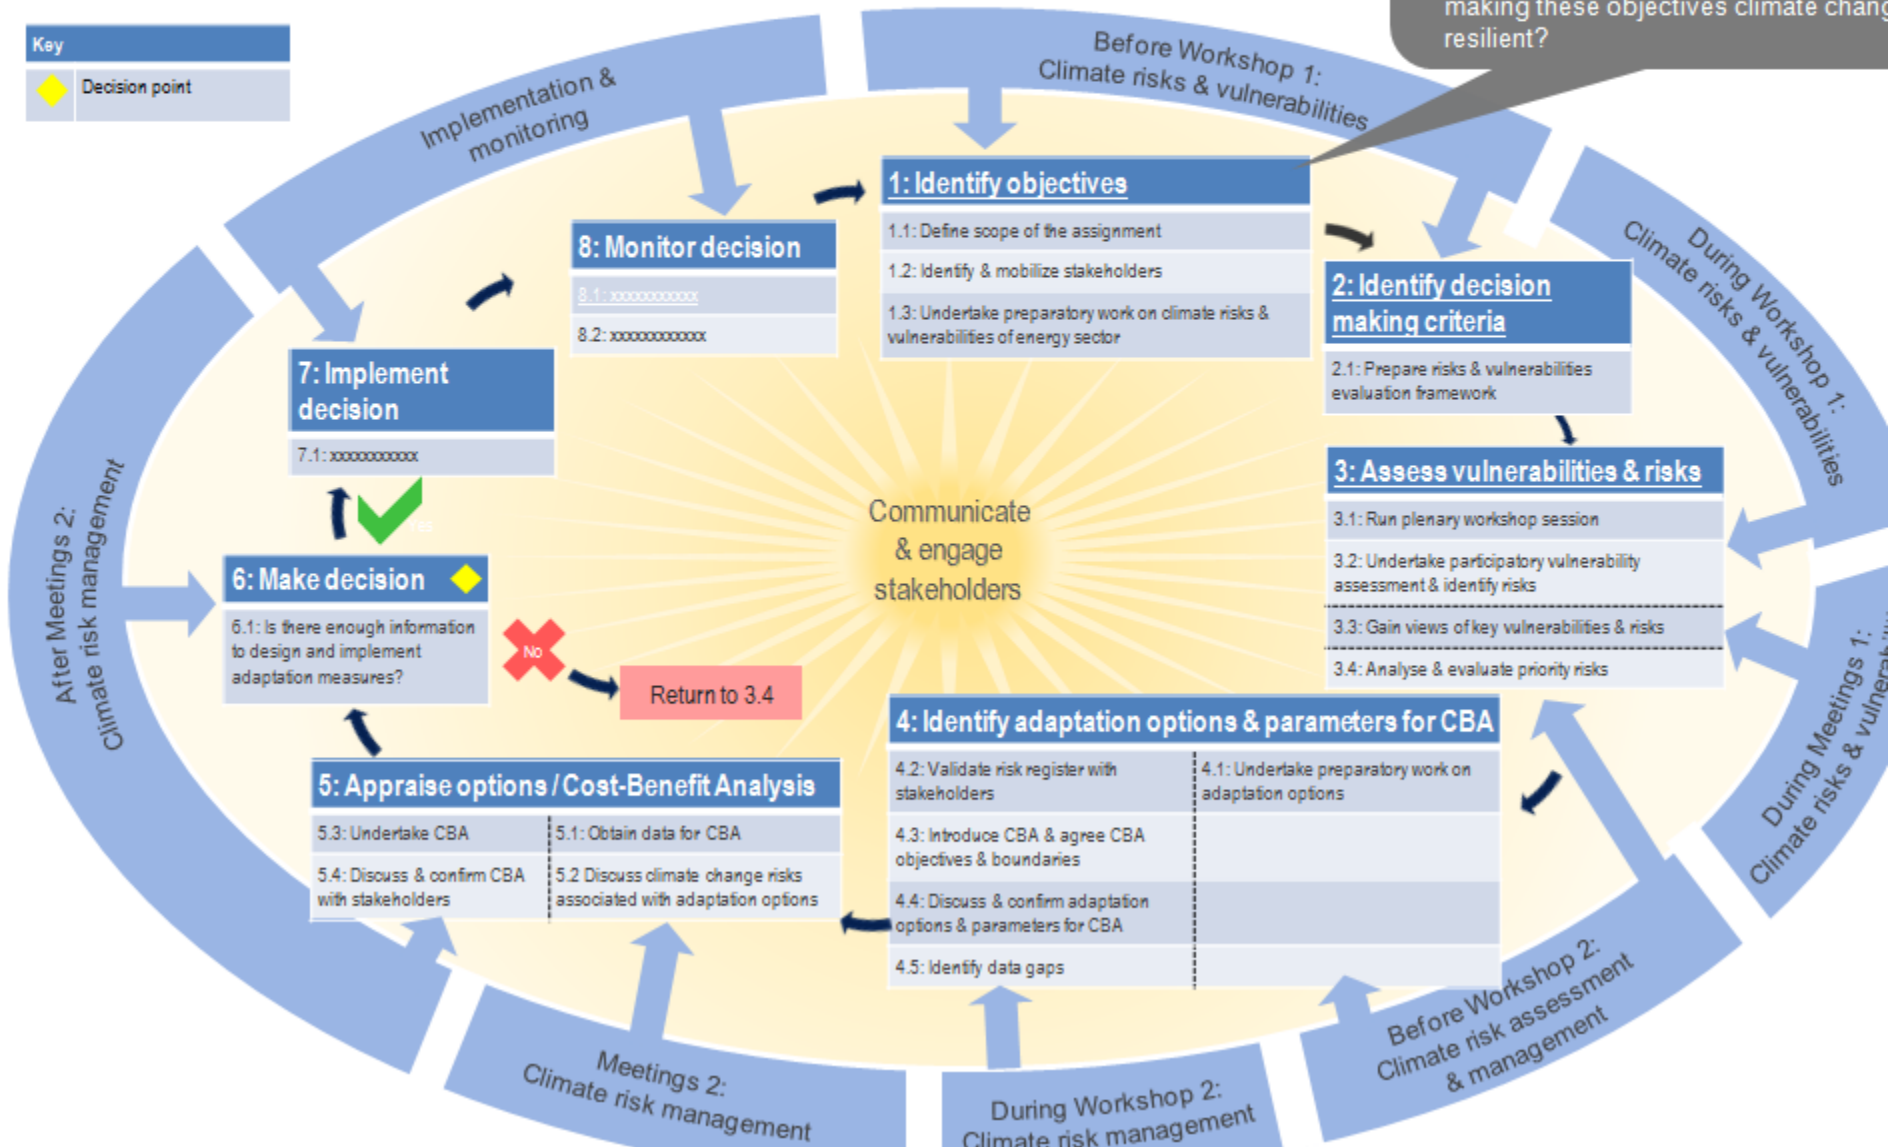 making these objectives climate chang
resilient?
Key
Decision point
Implementation &
monitoring
Before Workshop 1:
Climate risks & vulnerabilities
During Workshop 1:
Climate risks & vulnerabilities
During Meetings 1:
Climate risks & vulnerabili
Before Workshop 2:
Climate risk assessment
& management
During Workshop 2:
Climate risk management
Meetings 2:
Climate risk management
After Meetings 2:
Climate risk management
1: Identify objectives
1.1: Define scope of the assignment
1.2: Identify & mobilize stakeholders
1.3: Undertake preparatory work on climate risks &
vulnerabilities of energy sector
2: Identify decision
making criteria
2.1: Prepare risks & vulnerabilities
evaluation framework
3: Assess vulnerabilities & risks
3.1: Run plenary workshop session
3.2: Undertake participatory vulnerability
assessment & identify risks
3.3: Gain views of key vulnerabilities & risks
3.4: Analyse & evaluate priority risks
4: Identify adaptation options & parameters for CBA
4.2: Validate risk register with
stakeholders
4.1: Undertake preparatory work on
adaptation options
4.3: Introduce CBA & agree CBA
objectives & boundaries
4.4: Discuss & confirm adaptation
options & parameters for CBA
4.5: Identify data gaps
5: Appraise options / Cost-Benefit Analysis
5.3: Undertake CBA
5.1: Obtain data for CBA
5.4: Discuss & confirm CBA
with stakeholders
5.2 Discuss climate change risks
associated with adaptation options
6: Make decision
6.1: Is there enough information
to design and implement
adaptation measures?
No
Return to 3.4
Yes
7: Implement
decision
7.1: xxxxxxxxxxx
8: Monitor decision
8.1: xxxxxxxxxxx
8.2: xxxxxxxxxxxx
Communicate
& engage
stakeholders